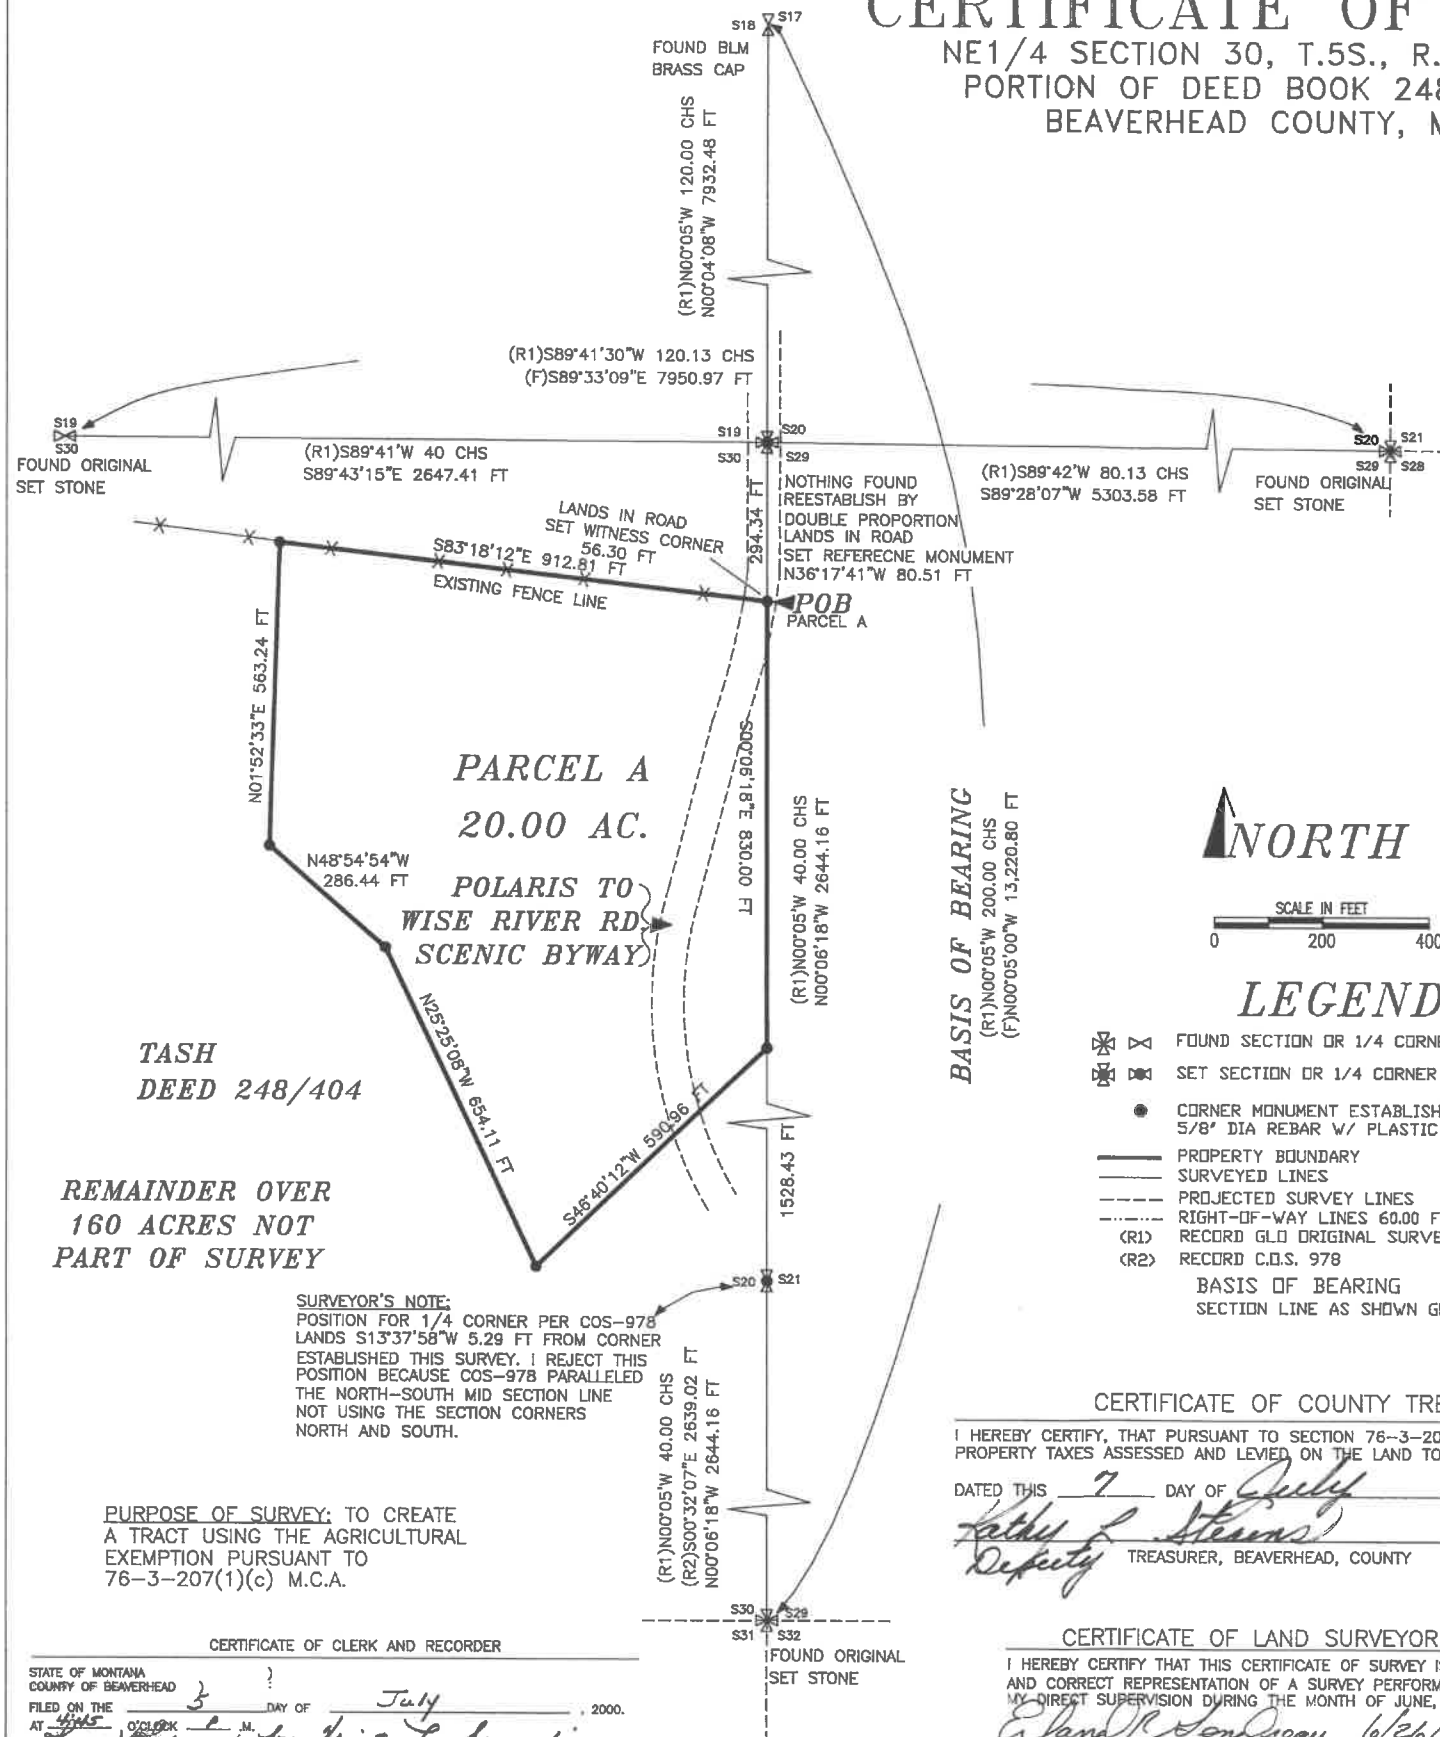 CERTIFICATE OF
NE1/4 SECTION 30, T.5S., R.
PORTION OF DEED BOOK 248
BEAVERHEAD COUNTY, M
S18 S17
FOUND BLM
BRASS CAP
(R1)N00°05'W 120.00 CHS
N00°04'08"W 7932.48 FT
(R1)S89°41'30"W 120.13 CHS
(F)S89°33'09"E 7950.97 FT
S19
S30
FOUND ORIGINAL
SET STONE
(R1)S89°41'W 40 CHS
S89°43'15"E 2647.41 FT
S19 S20
S30 S29
(R1)S89°42'W 80.13 CHS
S89°28'07"W 5303.58 FT
S20 S21
S29 S28
FOUND ORIGINAL
SET STONE
NOTHING FOUND
REESTABLISH BY
DOUBLE PROPORTION
LANDS IN ROAD
SET REFERECNE MONUMENT
N36°17'41"W 80.51 FT
294.34 FT
LANDS IN ROAD
SET WITNESS CORNER
56.30 FT
S83°18'12"E 912.81 FT
EXISTING FENCE LINE
POB
PARCEL A
N01°52'33"E 563.24 FT
PARCEL A
20.00 AC.
S00°06'18"E 830.00 FT
(R1)N00°05'W 40.00 CHS
N00°06'18"W 2644.16 FT
BASIS OF BEARING
(R1)N00°05'W 200.00 CHS
(F)N00°05'00"W 13,220.80 FT
N48°54'54"W
286.44 FT
POLARIS TO
WISE RIVER RD.
SCENIC BYWAY
NORTH
SCALE IN FEET
0 200 400
N25°25'08"W 654.11 FT
TASH
DEED 248/404
S46°40'12"W 590.96 FT
1528.43 FT
REMAINDER OVER
160 ACRES NOT
PART OF SURVEY
LEGEND
FOUND SECTION OR 1/4 CORNE
SET SECTION OR 1/4 CORNER
CORNER MONUMENT ESTABLISH
5/8" DIA REBAR W/ PLASTIC
PROPERTY BOUNDARY
SURVEYED LINES
PROJECTED SURVEY LINES
RIGHT-OF-WAY LINES 60.00 F
(R1) RECORD GLO ORIGINAL SURVE
(R2) RECORD C.O.S. 978
BASIS OF BEARING
SECTION LINE AS SHOWN G
S20 S21
SURVEYOR'S NOTE:
POSITION FOR 1/4 CORNER PER COS-978
LANDS S13°37'58"W 5.29 FT FROM CORNER
ESTABLISHED THIS SURVEY. I REJECT THIS
POSITION BECAUSE COS-978 PARALLELED
THE NORTH-SOUTH MID SECTION LINE
NOT USING THE SECTION CORNERS
NORTH AND SOUTH.
(R1)N00°05'W 40.00 CHS
(R2)S00°32'07"E 2639.02 FT
N00°06'18"W 2644.16 FT
PURPOSE OF SURVEY: TO CREATE
A TRACT USING THE AGRICULTURAL
EXEMPTION PURSUANT TO
76-3-207(1)(c) M.C.A.
CERTIFICATE OF COUNTY TRE
I HEREBY CERTIFY, THAT PURSUANT TO SECTION 76-3-20
PROPERTY TAXES ASSESSED AND LEVIED ON THE LAND TO
DATED THIS 7 DAY OF July
Kathy L Stearns
Deputy TREASURER, BEAVERHEAD, COUNTY
S30 S29
S31 S32
FOUND ORIGINAL
SET STONE
CERTIFICATE OF CLERK AND RECORDER
STATE OF MONTANA )
COUNTY OF BEAVERHEAD )
FILED ON THE 5 DAY OF July, 2000.
AT 4:45 O'CLOCK P.M.
CERTIFICATE OF LAND SURVEYOR
I HEREBY CERTIFY THAT THIS CERTIFICATE OF SURVEY I
AND CORRECT REPRESENTATION OF A SURVEY PERFORM
MY DIRECT SUPERVISION DURING THE MONTH OF JUNE,